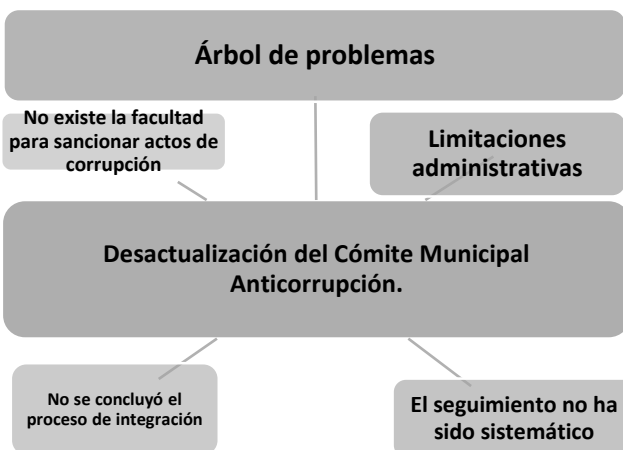 Árbol de problemas
No existe la facultad
para sancionar actos de
corrupción
Limitaciones
administrativas
Desactualización del Cómite Municipal
Anticorrupción.
No se concluyó el
proceso de integración
El seguimiento no ha
sido sistemático